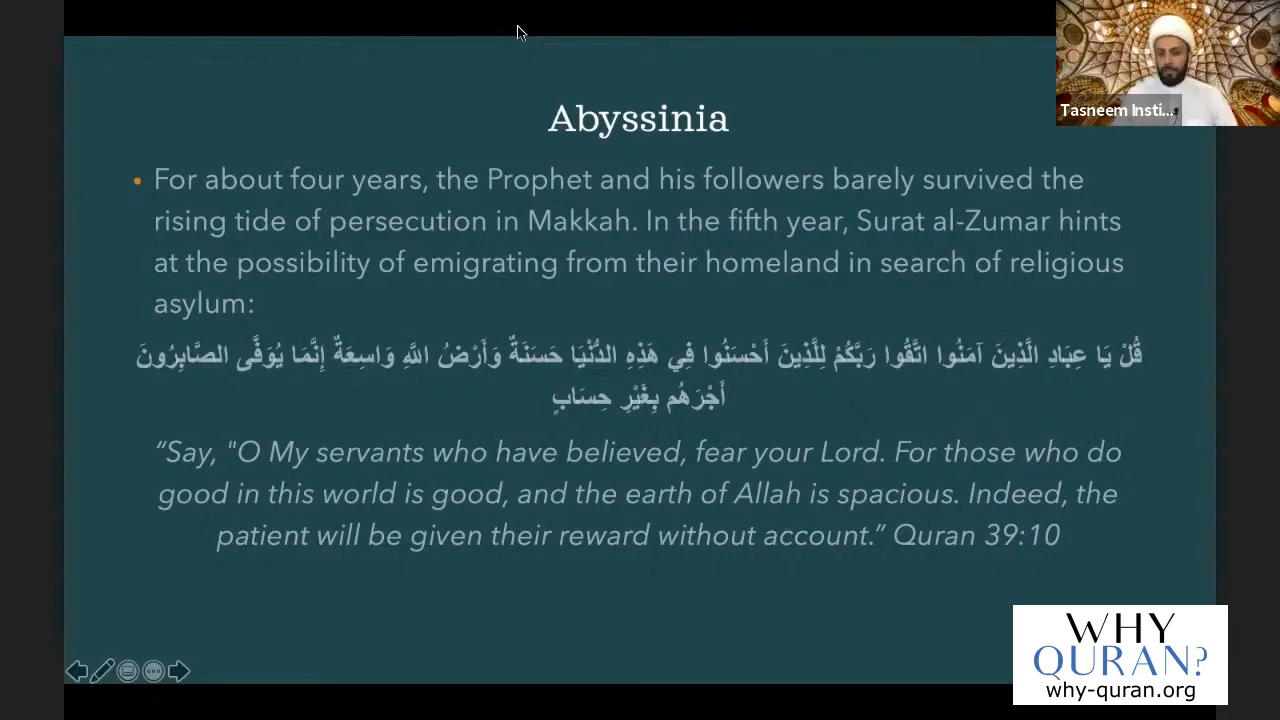 Abyssinia
Tasneem Insti...
• For about four years, the Prophet and his followers barely survived the
rising tide of persecution in Makkah. In the fifth year, Surat al-Zumar hints
at the possibility of emigrating from their homeland in search of religious
asylum:
قُلْ يَا عِبَادِ الَّذِينَ آمَنُوا اتَّقُوا رَبَّكُمْ لِلَّذِينَ أَحْسَنُوا فِي هَذِهِ الدُّنْيَا حَسَنَةٌ وَأَرْضُ اللَّهِ وَاسِعَةٌ إِنَّمَا يُوَفَّى الصَّابِرُونَ
أَجْرَهُم بِغَيْرِ حِسَابٍ
“Say, "O My servants who have believed, fear your Lord. For those who do
good in this world is good, and the earth of Allah is spacious. Indeed, the
patient will be given their reward without account.” Quran 39:10
WHY
QURAN?
why-quran.org